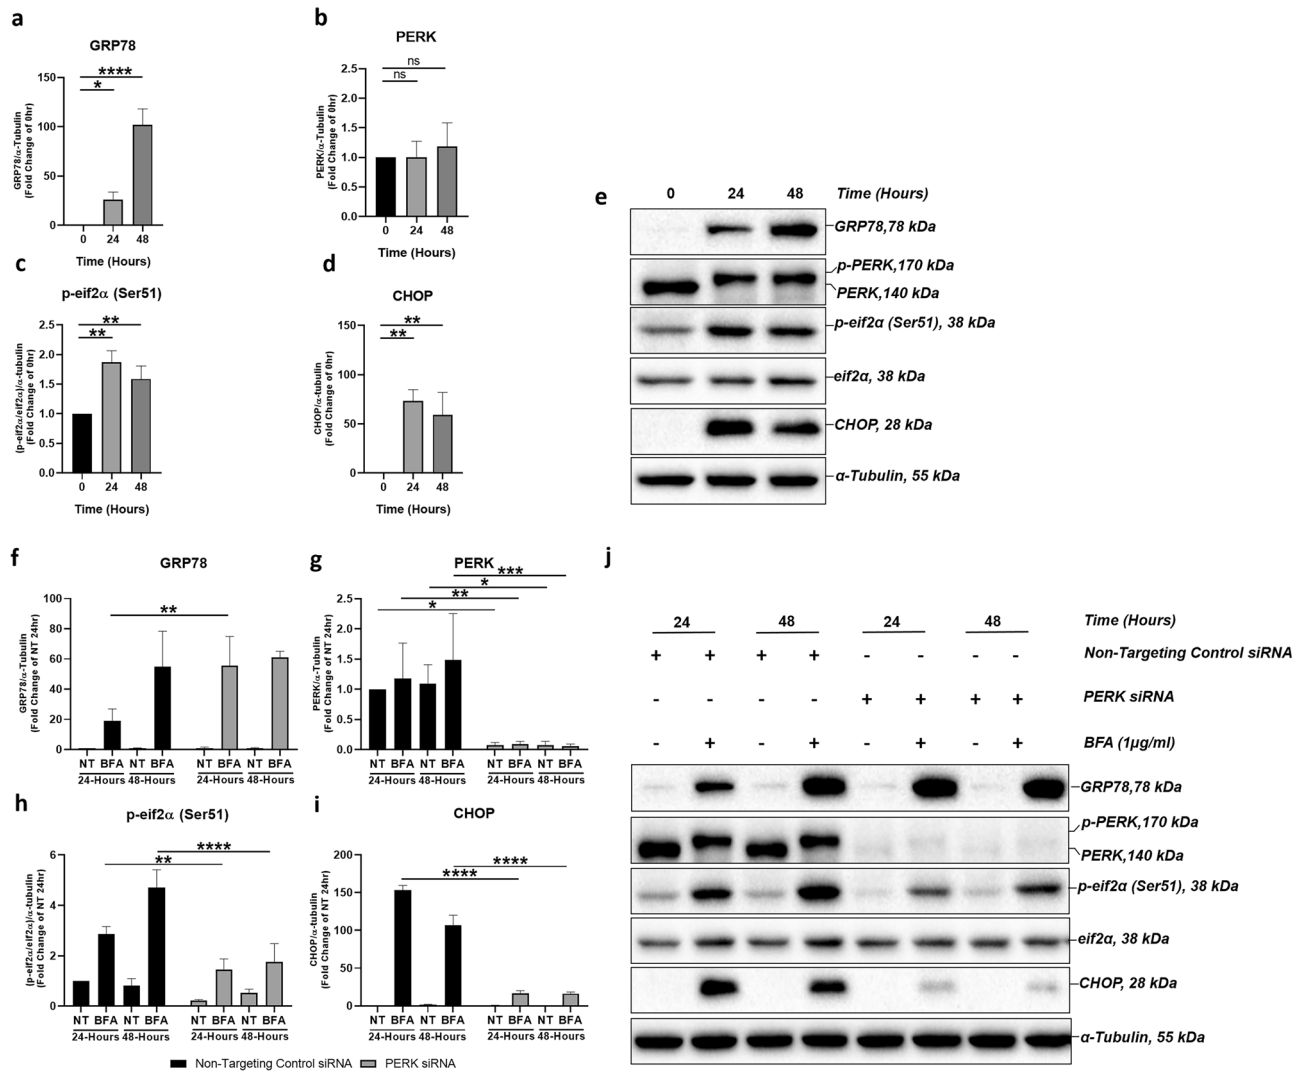 a
GRP78
GRP78/α-Tubulin
(Fold Change of 0hr)
150
100
50
0
****
*
0 24 48
Time (Hours)
b
PERK
PERK/α-Tubulin
(Fold Change of 0hr)
2.5
2.0
1.5
1.0
0.5
0.0
ns
ns
0 24 48
Time (Hours)
c
p-eif2α (Ser51)
(p-eif2α/eif2α)/α-tubulin
(Fold Change of 0hr)
2.5
2.0
1.5
1.0
0.5
0.0
**
**
0 24 48
Time (Hours)
d
CHOP
CHOP/α-tubulin
(Fold Change of 0hr)
150
100
50
0
**
**
0 24 48
Time (Hours)
e
0 24 48 Time (Hours)
GRP78,78 kDa
p-PERK,170 kDa
PERK,140 kDa
p-eif2α (Ser51), 38 kDa
eif2α, 38 kDa
CHOP, 28 kDa
α-Tubulin, 55 kDa
f
GRP78
GRP78/α-Tubulin
(Fold Change of NT 24hr)
100
80
60
40
20
0
**
NT BFA NT BFA NT BFA NT BFA
24-Hours 48-Hours 24-Hours 48-Hours
g
PERK
PERK/α-Tubulin
(Fold Change of NT 24hr)
2.5
2.0
1.5
1.0
0.5
0.0
***
*
**
*
NT BFA NT BFA NT BFA NT BFA
24-Hours 48-Hours 24-Hours 48-Hours
h
p-eif2α (Ser51)
(p-eif2α/eif2α)/α-tubulin
(Fold Change of NT 24hr)
6
4
2
0
****
**
NT BFA NT BFA NT BFA NT BFA
24-Hours 48-Hours 24-Hours 48-Hours
i
CHOP
CHOP/α-tubulin
(Fold Change of NT 24hr)
200
150
100
50
0
****
****
NT BFA NT BFA NT BFA NT BFA
24-Hours 48-Hours 24-Hours 48-Hours
Non-Targeting Control siRNA PERK siRNA
j
24 48 24 48 Time (Hours)
+ + + + - - - - Non-Targeting Control siRNA
- - - - + + + + PERK siRNA
- + - + - + - + BFA (1µg/ml)
GRP78,78 kDa
p-PERK,170 kDa
PERK,140 kDa
p-eif2α (Ser51), 38 kDa
eif2α, 38 kDa
CHOP, 28 kDa
α-Tubulin, 55 kDa